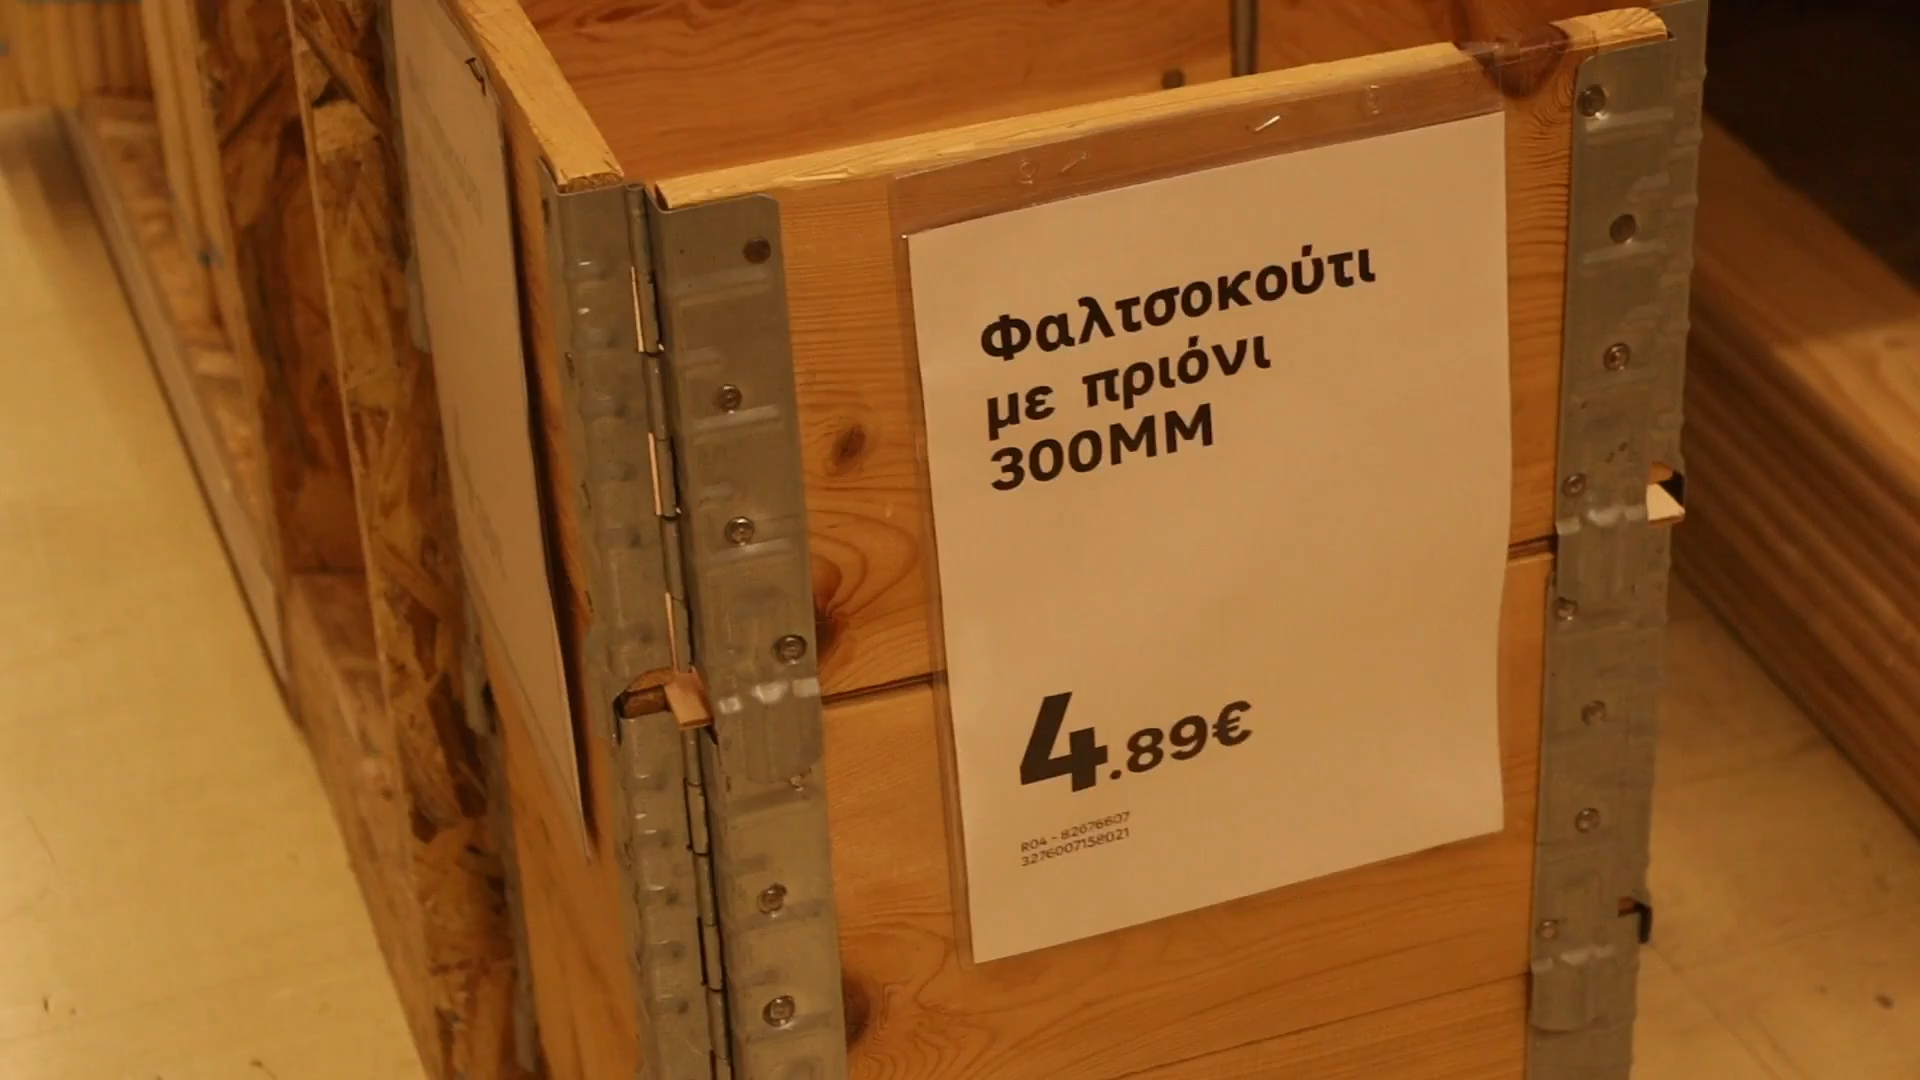 Φαλτσοκούτι
με πριόνι
300MM
4.89€
R04 - 82676607
3276007158021